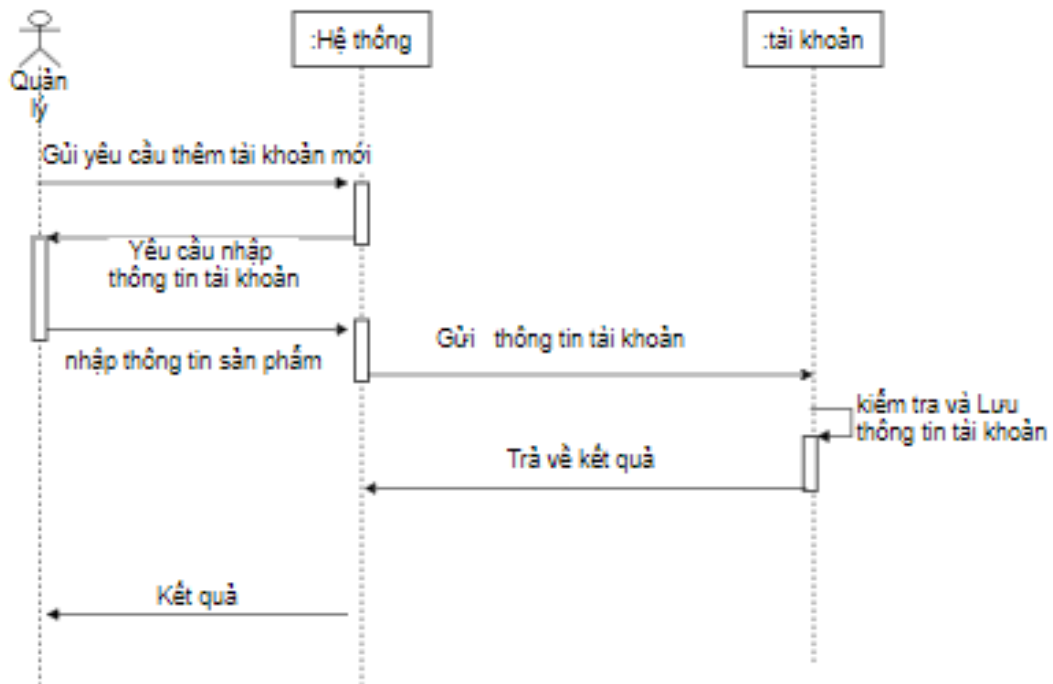 :Hệ thống
:tài khoản
Quản
lý
Gủi yêu cầu thêm tài khoản mới
Yêu cầu nhập
thông tin tài khoản
nhập thông tin sản phẩm
Gửi thông tin tài khoản
kiểm tra và Lưu
thông tin tài khoản
Trả về kết quả
Kết quả